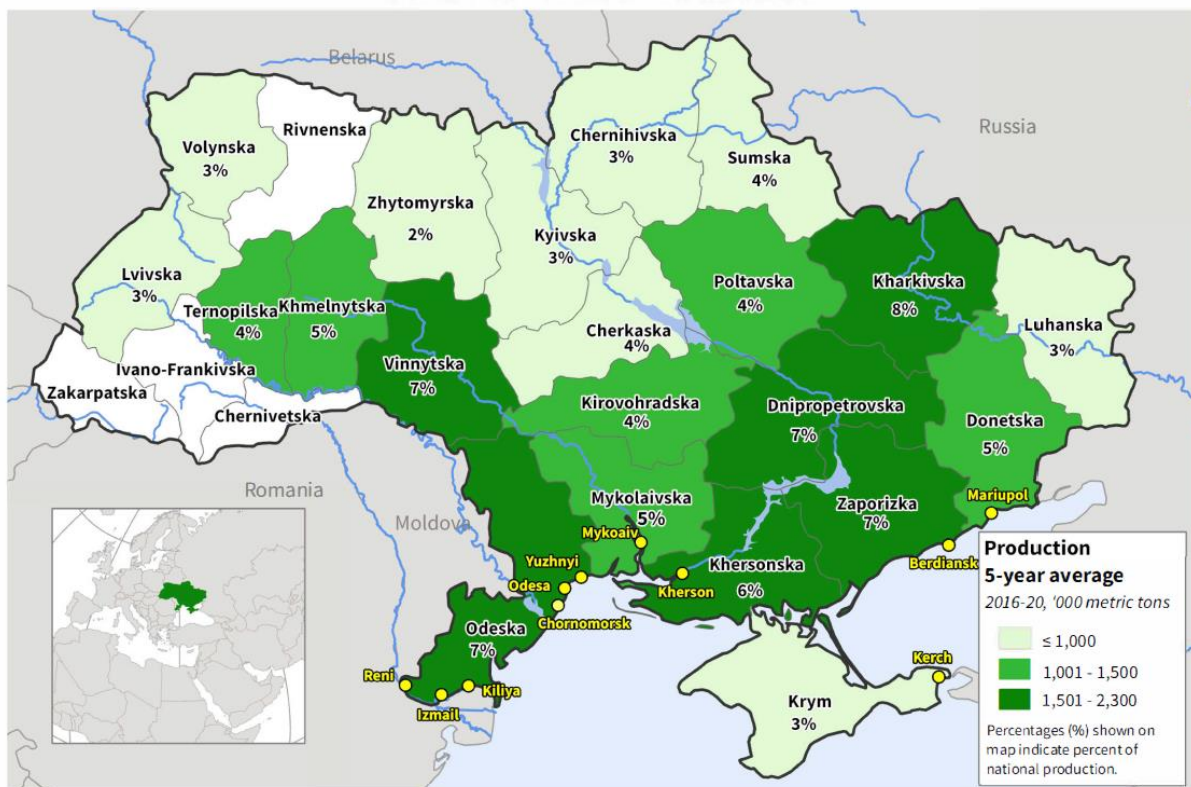 Belarus
Rivnenska
Volynska
3%
Chernihivska
3%
Sumska
4%
Russia
Zhytomyrska
2%
Kyivska
3%
Lvivska
3%
Ternopilska
4%
Khmelnytska
5%
Poltavska
4%
Kharkivska
8%
Luhanska
3%
Cherkaska
4%
Vinnytska
7%
Ivano-Frankivska
Zakarpatska
Chernivetska
Kirovohradska
4%
Dnipropetrovska
7%
Donetska
5%
Romania
Moldova
Mykolaivska
5%
Mykoaiv
Zaporizka
7%
Mariupol
Berdiansk
Yuzhnyi
Odesa
Chornomorsk
Khersonska
6%
Kherson
Odeska
7%
Reni
Izmail
Kiliya
Krym
3%
Kerch
Production
5-year average
2016-20, '000 metric tons
≤ 1,000
1,001 - 1,500
1,501 - 2,300
Percentages (%) shown on
map indicate percent of
national production.